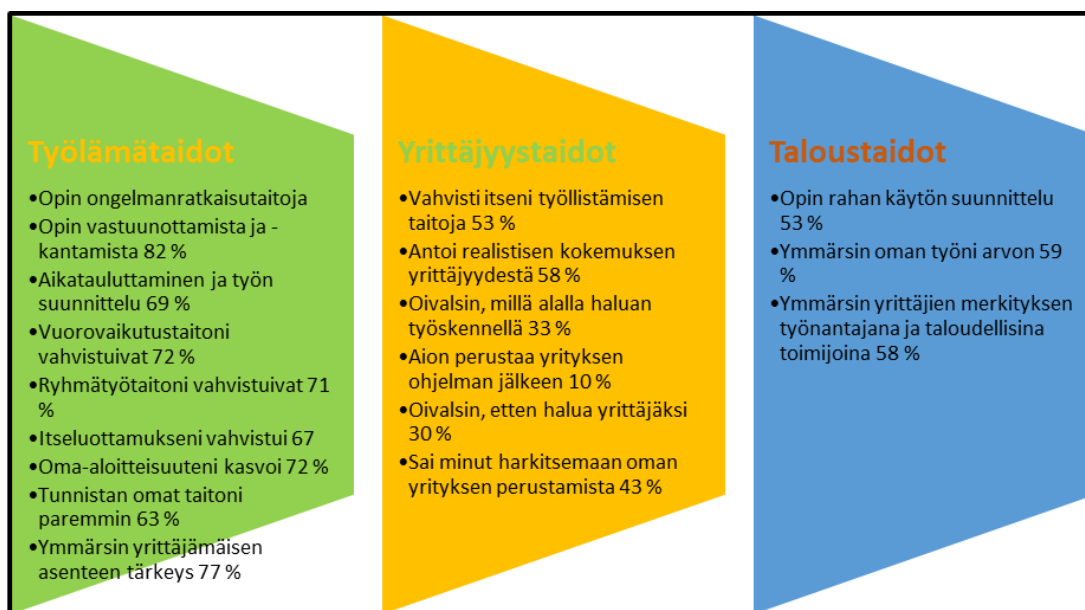 Työlämätaidot
•Opin ongelmanratkaisutaitoja
•Opin vastuunottamista ja -
kantamista 82 %
•Aikatauluttaminen ja työn
suunnittelu 69 %
•Vuorovaikutustaitoni
vahvistuivat 72 %
•Ryhmätyötaitoni vahvistuivat 71
%
•Itseluottamukseni vahvistui 67
•Oma-aloitteisuuteni kasvoi 72 %
•Tunnistan omat taitoni
paremmin 63 %
•Ymmärsin yrittäjämäisen
asenteen tärkeys 77 %
Yrittäjyystaidot
•Vahvisti itseni työllistämisen
taitoja 53 %
•Antoi realistisen kokemuksen
yrittäjyydestä 58 %
•Oivalsin, millä alalla haluan
työskennellä 33 %
•Aion perustaa yrityksen
ohjelman jälkeen 10 %
•Oivalsin, etten halua yrittäjäksi
30 %
•Sai minut harkitsemaan oman
yrityksen perustamista 43 %
Taloustaidot
•Opin rahan käytön suunnittelu
53 %
•Ymmärsin oman työni arvon 59
%
•Ymmärsin yrittäjien merkityksen
työnantajana ja taloudellisina
toimijoina 58 %